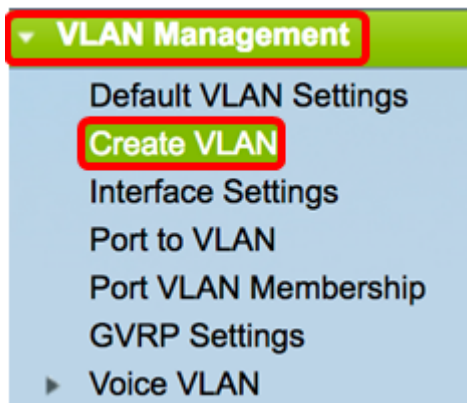 VLAN Management
Default VLAN Settings
Create VLAN
Interface Settings
Port to VLAN
Port VLAN Membership
GVRP Settings
Voice VLAN